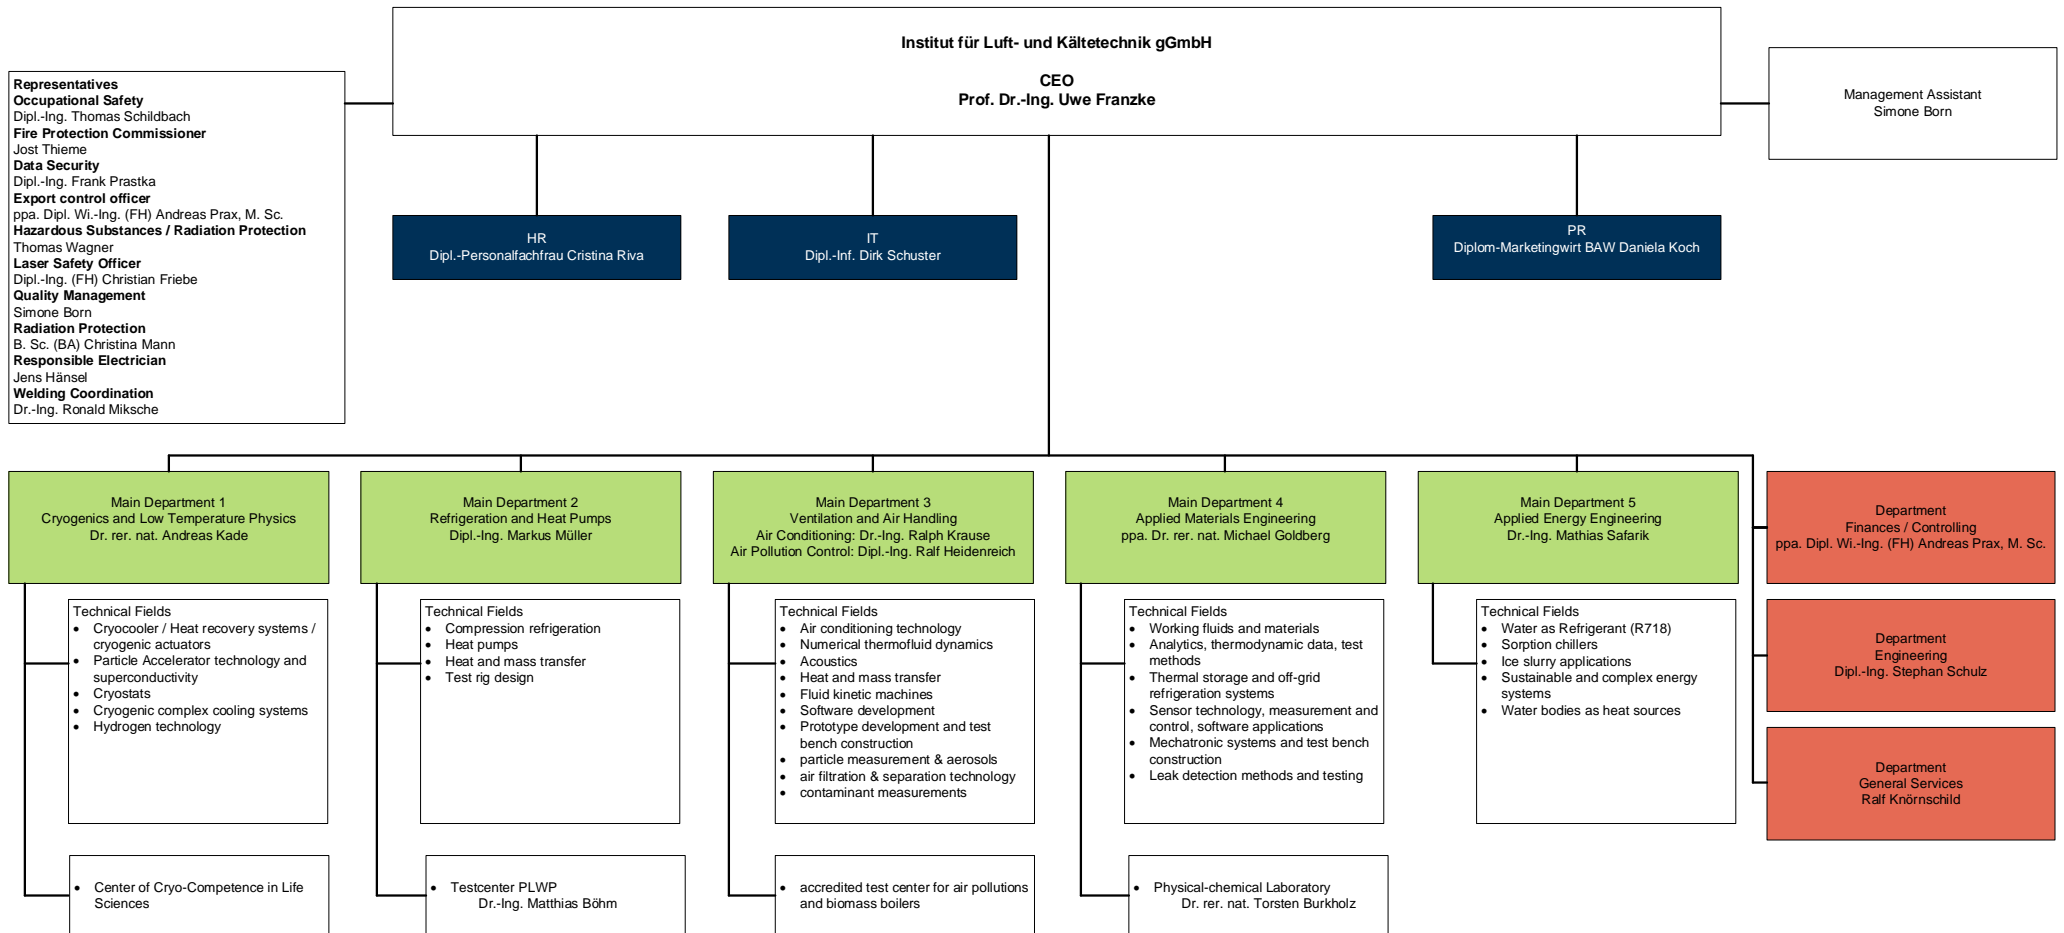 Institut für Luft- und Kältetechnik gGmbH
CEO
Prof. Dr.-Ing. Uwe Franzke
Representatives
Occupational Safety
Dipl.-Ing. Thomas Schildbach
Fire Protection Commissioner
Jost Thieme
Data Security
Dipl.-Ing. Frank Prastka
Export control officer
ppa. Dipl. Wi.-Ing. (FH) Andreas Prax, M. Sc.
Hazardous Substances / Radiation Protection
Thomas Wagner
Laser Safety Officer
Dipl.-Ing. (FH) Christian Friebe
Quality Management
Simone Born
Radiation Protection
B. Sc. (BA) Christina Mann
Responsible Electrician
Jens Hänsel
Welding Coordination
Dr.-Ing. Ronald Miksche
Management Assistant
Simone Born
HR
Dipl.-Personalfachfrau Cristina Riva
IT
Dipl.-Inf. Dirk Schuster
PR
Diplom-Marketingwirt BAW Daniela Koch
Main Department 1
Cryogenics and Low Temperature Physics
Dr. rer. nat. Andreas Kade
Technical Fields
• Cryocooler / Heat recovery systems /
cryogenic actuators
• Particle Accelerator technology and
superconductivity
• Cryostats
• Cryogenic complex cooling systems
• Hydrogen technology
• Center of Cryo-Competence in Life
Sciences
Main Department 2
Refrigeration and Heat Pumps
Dipl.-Ing. Markus Müller
Technical Fields
• Compression refrigeration
• Heat pumps
• Heat and mass transfer
• Test rig design
• Testcenter PLWP
Dr.-Ing. Matthias Böhm
Main Department 3
Ventilation and Air Handling
Air Conditioning: Dr.-Ing. Ralph Krause
Air Pollution Control: Dipl.-Ing. Ralf Heidenreich
Technical Fields
• Air conditioning technology
• Numerical thermofluid dynamics
• Acoustics
• Heat and mass transfer
• Fluid kinetic machines
• Software development
• Prototype development and test
bench construction
• particle measurement & aerosols
• air filtration & separation technology
• contaminant measurements
• accredited test center for air pollutions
and biomass boilers
Main Department 4
Applied Materials Engineering
ppa. Dr. rer. nat. Michael Goldberg
Technical Fields
• Working fluids and materials
• Analytics, thermodynamic data, test
methods
• Thermal storage and off-grid
refrigeration systems
• Sensor technology, measurement and
control, software applications
• Mechatronic systems and test bench
construction
• Leak detection methods and testing
• Physical-chemical Laboratory
Dr. rer. nat. Torsten Burkholz
Main Department 5
Applied Energy Engineering
Dr.-Ing. Mathias Safarik
Technical Fields
• Water as Refrigerant (R718)
• Sorption chillers
• Ice slurry applications
• Sustainable and complex energy
systems
• Water bodies as heat sources
Department
Finances / Controlling
ppa. Dipl. Wi.-Ing. (FH) Andreas Prax, M. Sc.
Department
Engineering
Dipl.-Ing. Stephan Schulz
Department
General Services
Ralf Knörnschild